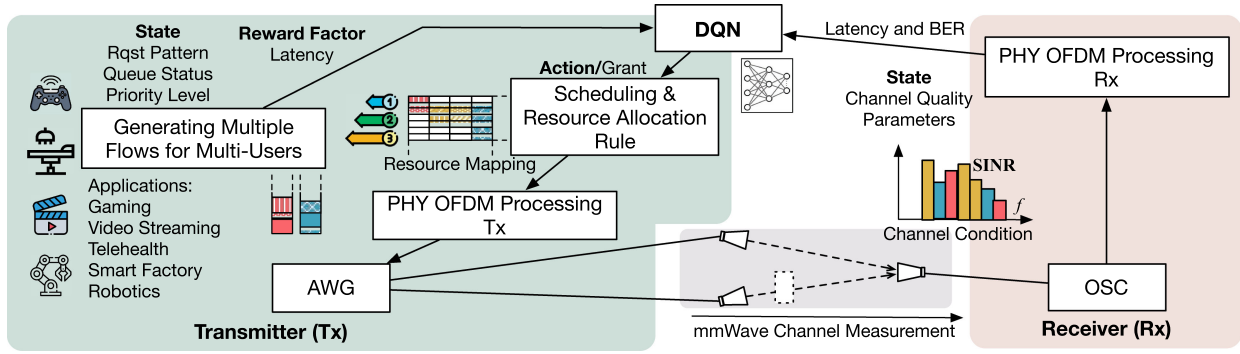 State
Rqst Pattern
Queue Status
Priority Level
Reward Factor
Latency
DQN
Latency and BER
PHY OFDM Processing
Rx
Generating Multiple
Flows for Multi-Users
Action/Grant
Scheduling &
Resource Allocation
Rule
1
2
3
Resource Mapping
State
Channel Quality
Parameters
SINR
f
Channel Condition
Applications:
Gaming
Video Streaming
Telehealth
Smart Factory
Robotics
PHY OFDM Processing
Tx
AWG
OSC
Transmitter (Tx)
mmWave Channel Measurement
Receiver (Rx)